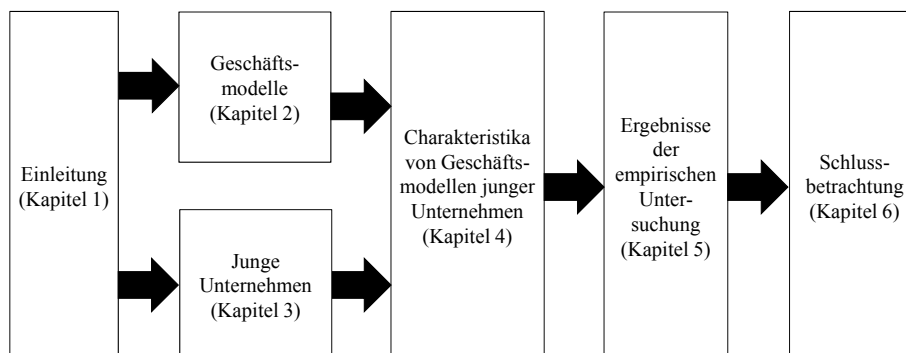 Einleitung
(Kapitel 1)
Geschäfts-
modelle
(Kapitel 2)
Junge
Unternehmen
(Kapitel 3)
Charakteristika
von Geschäfts-
modellen junger
Unternehmen
(Kapitel 4)
Ergebnisse
der
empirischen
Unter-
suchung
(Kapitel 5)
Schluss-
betrachtung
(Kapitel 6)